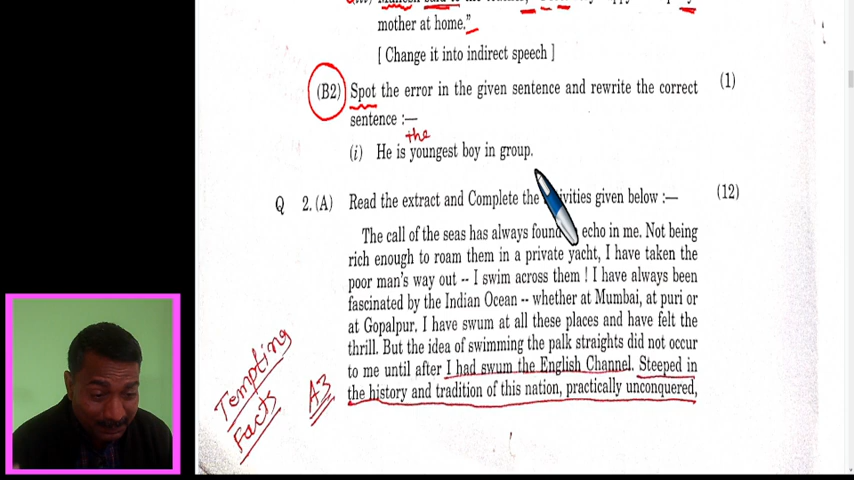 mother at home."
[ Change it into indirect speech ]
(B2) Spot the error in the given sentence and rewrite the correct (1)
sentence :—
the
(i) He is youngest boy in group.
Q 2. (A) Read the extract and Complete the given below :— (12)
The call of the seas has always found echo in me. Not being
rich enough to roam them in a private yacht, I have taken the
poor man's way out -- I swim across them ! I have always been
fascinated by the Indian Ocean -- whether at Mumbai, at puri or
at Gopalpur. I have swum at all these places and have felt the
thrill. But the idea of swimming the palk straights did not occur
to me until after I had swum the English Channel. Steeped in
the history and tradition of this nation, practically unconquered,
Tempting
Facts
A3